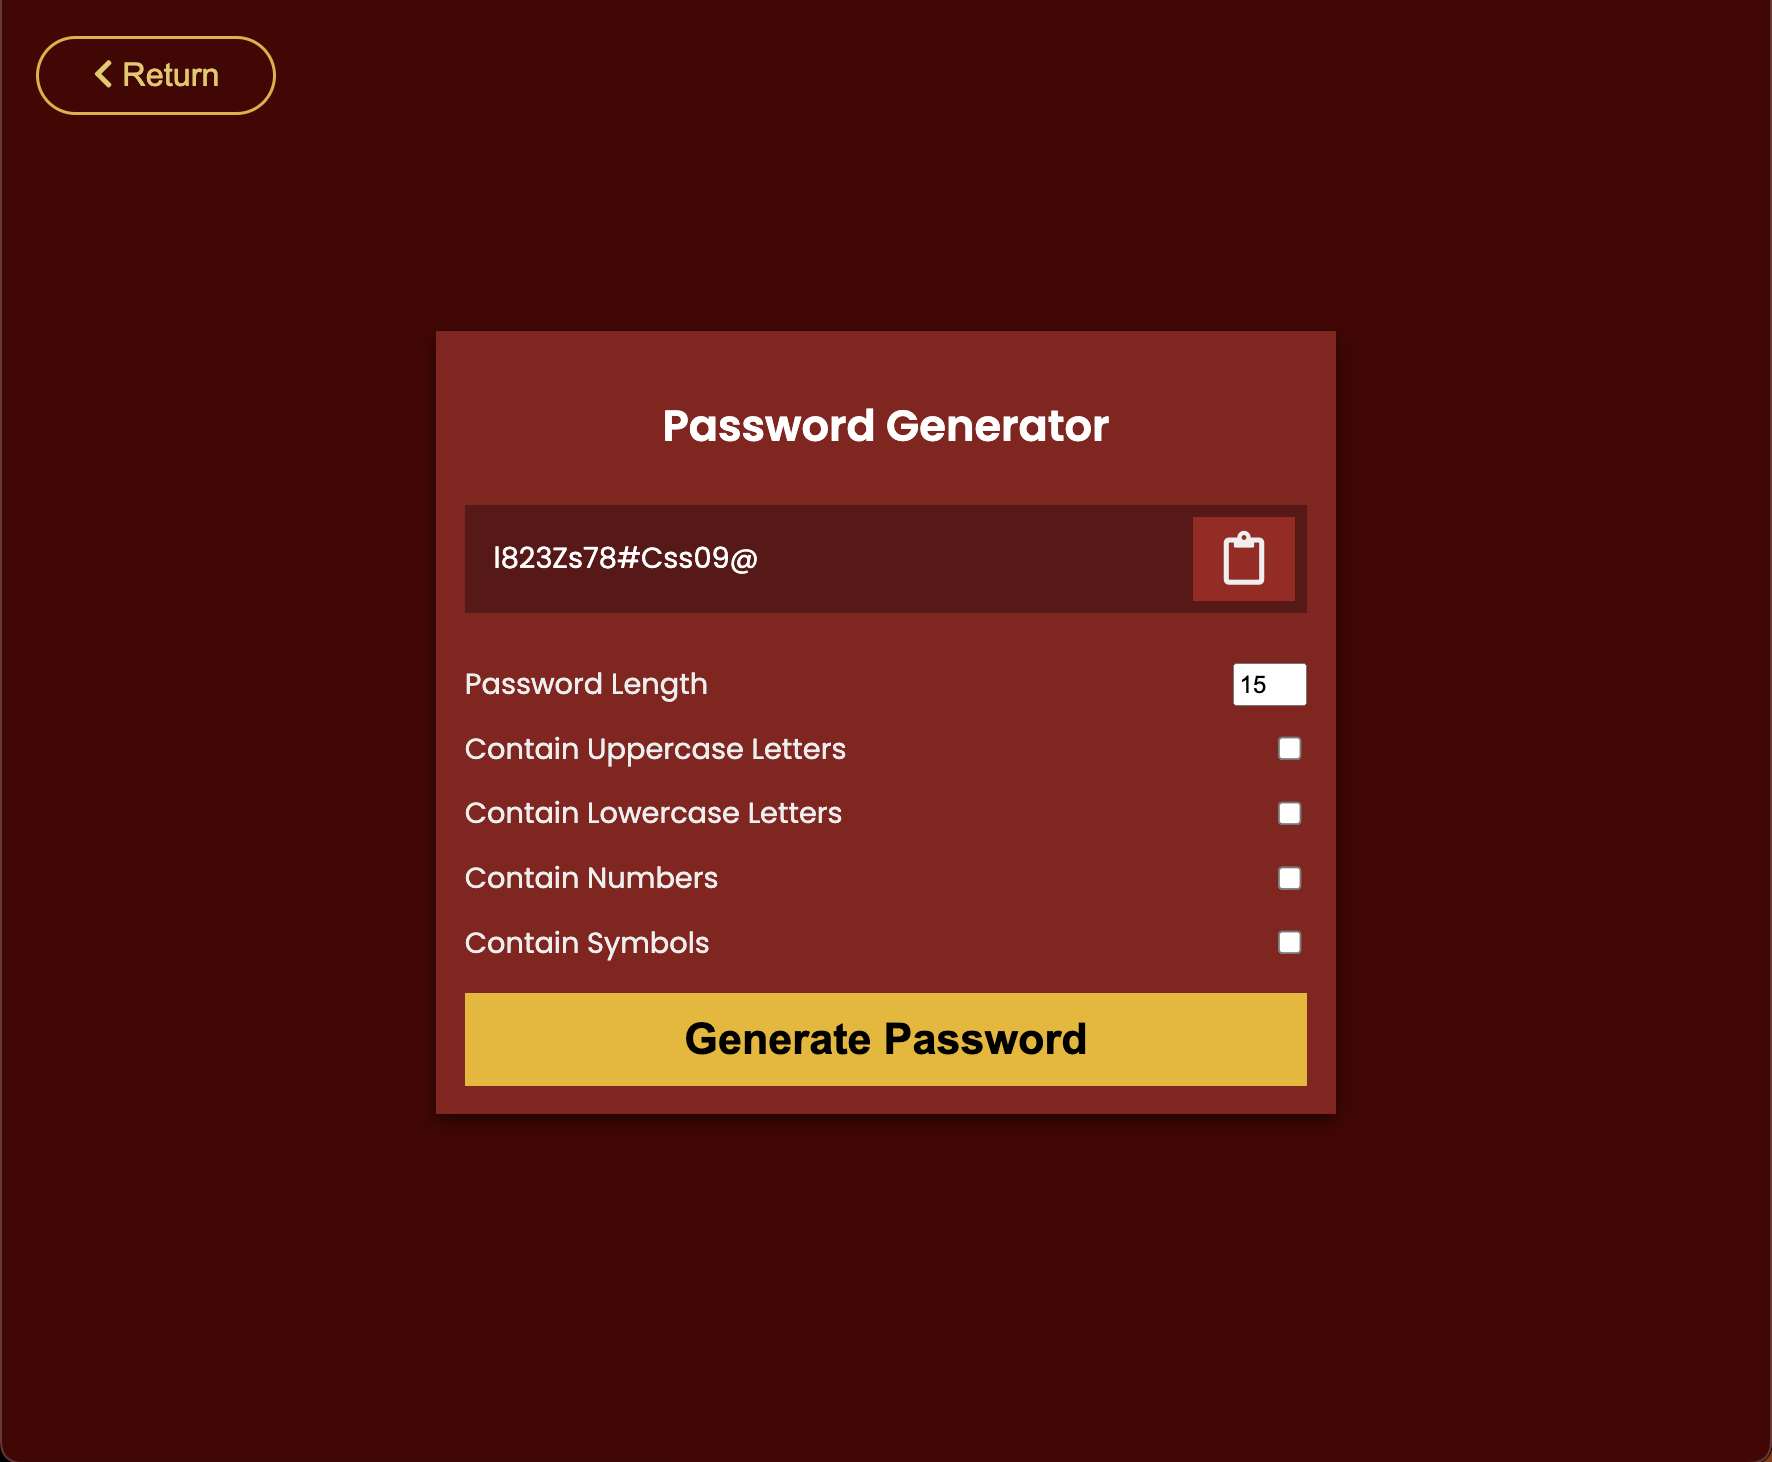 Return
Password Generator
l823Zs78#Css09@
Password Length
15
Contain Uppercase Letters
Contain Lowercase Letters
Contain Numbers
Contain Symbols
Generate Password